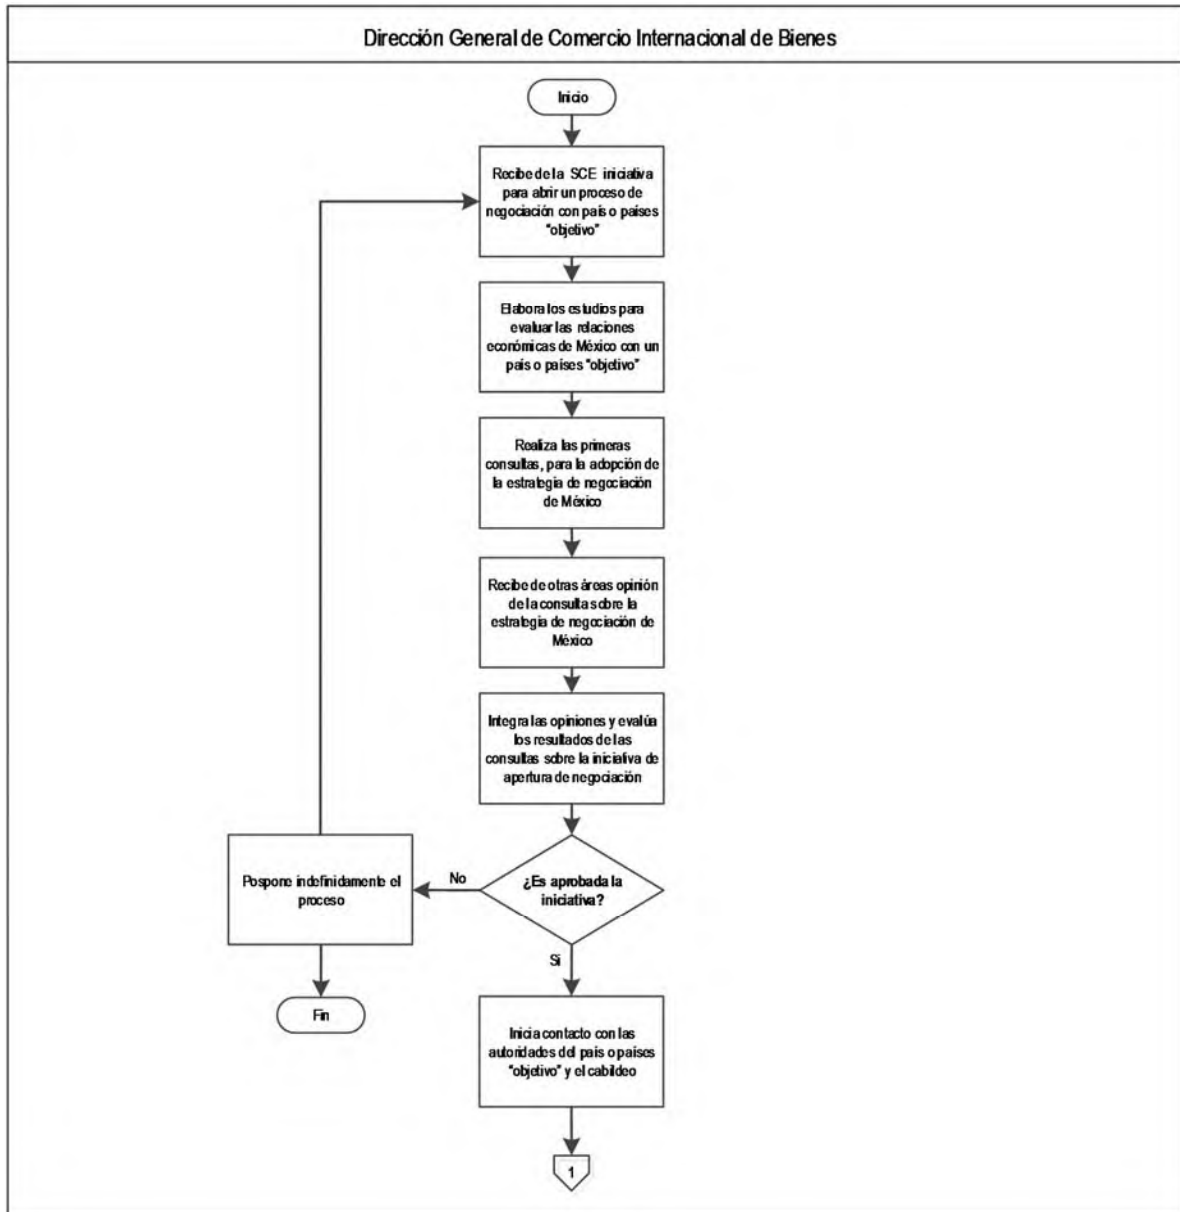 Dirección General de Comercio Internacional de Bienes
Inicio
Recibe de la SCE iniciativa
para abrir un proceso de
negociación con país o países
“objetivo”
Elabora los estudios para
evaluar las relaciones
económicas de México con un
país o países “objetivo”
Realiza las primeras
consultas, para la adopción de
la estrategia de negociación
de México
Recibe de otras áreas opinión
de la consulta sobre la
estrategia de negociación de
México
Integra las opiniones y evalúa
los resultados de las
consultas sobre la iniciativa de
apertura de negociación
¿Es aprobada la
iniciativa?
No
Pospone indefinidamente el
proceso
Fin
Si
Inicia contacto con las
autoridades del país o países
“objetivo” y el cabildeo
1